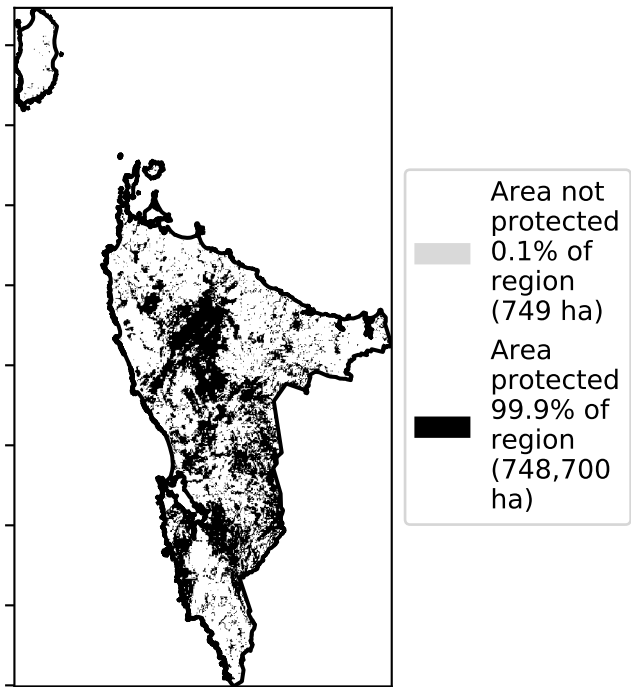 Area not
protected
0.1% of
region
(749 ha)
Area
protected
99.9% of
region
(748,700
ha)